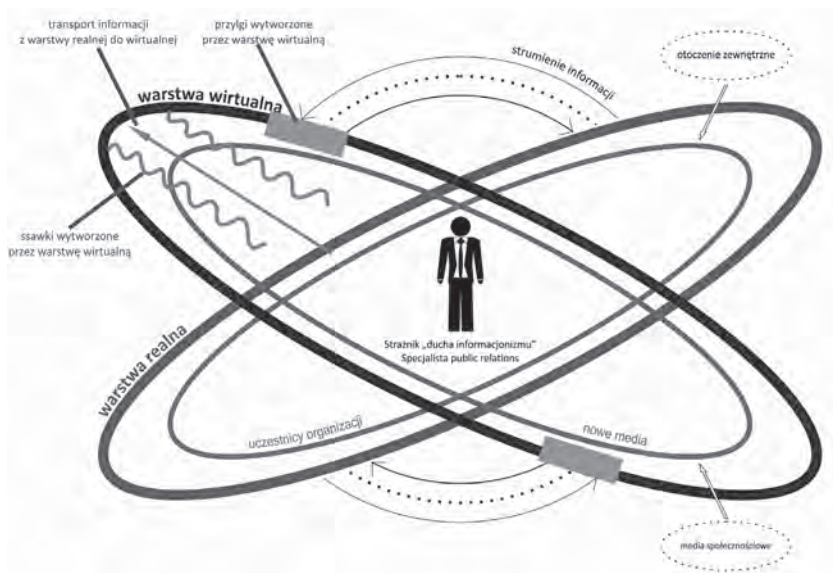 transport informacji
z warstwy realnej do wirtualnej
przylgi wytworzone
przez warstwę wirtualną
strumienie informacji
otoczenie zewnętrzne
warstwa wirtualna
ssawki wytworzone
przez warstwę wirtualną
Strażnik „ducha informacjonizmu”
Specjalista public relations
warstwa realna
uczestnicy organizacji
nowe media
media społecznościowe